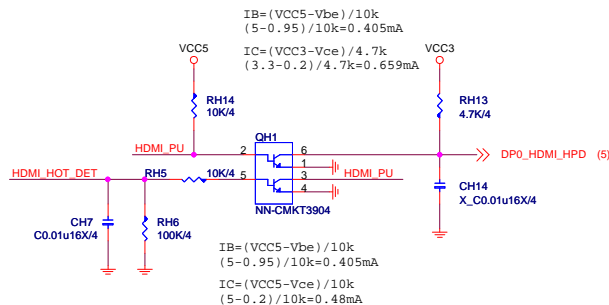 IB=(VCC5-Vbe)/10k
(5-0.95)/10k=0.405mA
IC=(VCC3-Vce)/4.7k
(3.3-0.2)/4.7k=0.659mA
VCC5
VCC3
RH14
10K/4
RH13
4.7K/4
QH1
HDMI_PU
2
6
DP0_HDMI_HPD (5)
1
HDMI_HOT_DET
RH5
10K/4
5
3
HDMI_PU
4
CH14
X_C0.01u16X/4
NN-CMKT3904
CH7
C0.01u16X/4
RH6
100K/4
IB=(VCC5-Vbe)/10k
(5-0.95)/10k=0.405mA
IC=(VCC5-Vce)/10k
(5-0.2)/10k=0.48mA